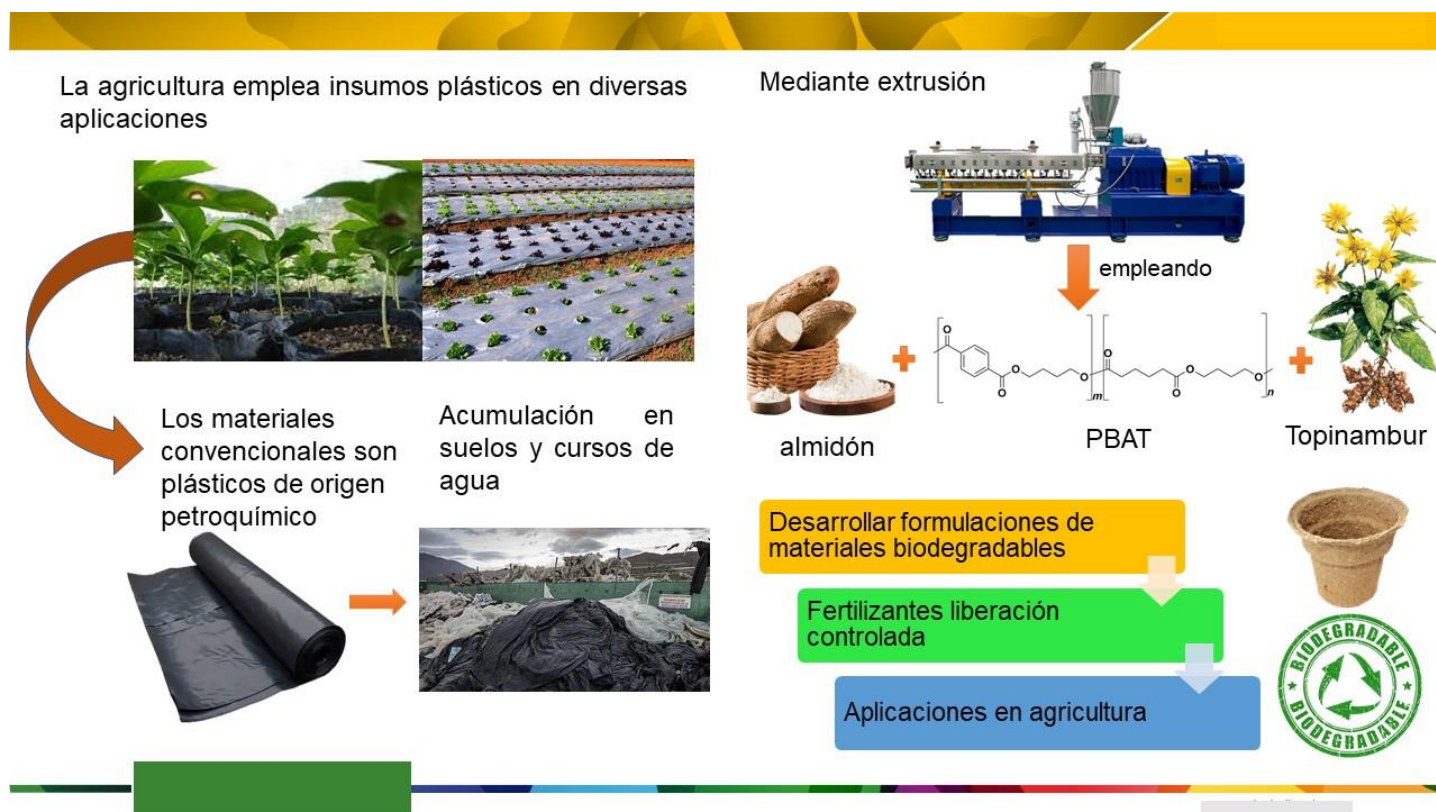 La agricultura emplea insumos plásticos en diversas
aplicaciones
Los materiales
convencionales son
plásticos de origen
petroquímico
Acumulación en
suelos y cursos de
agua
Mediante extrusión
empleando
O
O
O
O
m
O
O
O
O
n
almidón
PBAT
Topinambur
Desarrollar formulaciones de
materiales biodegradables
Fertilizantes liberación
controlada
Aplicaciones en agricultura
BIODEGRADABLE
BIODEGRADABLE